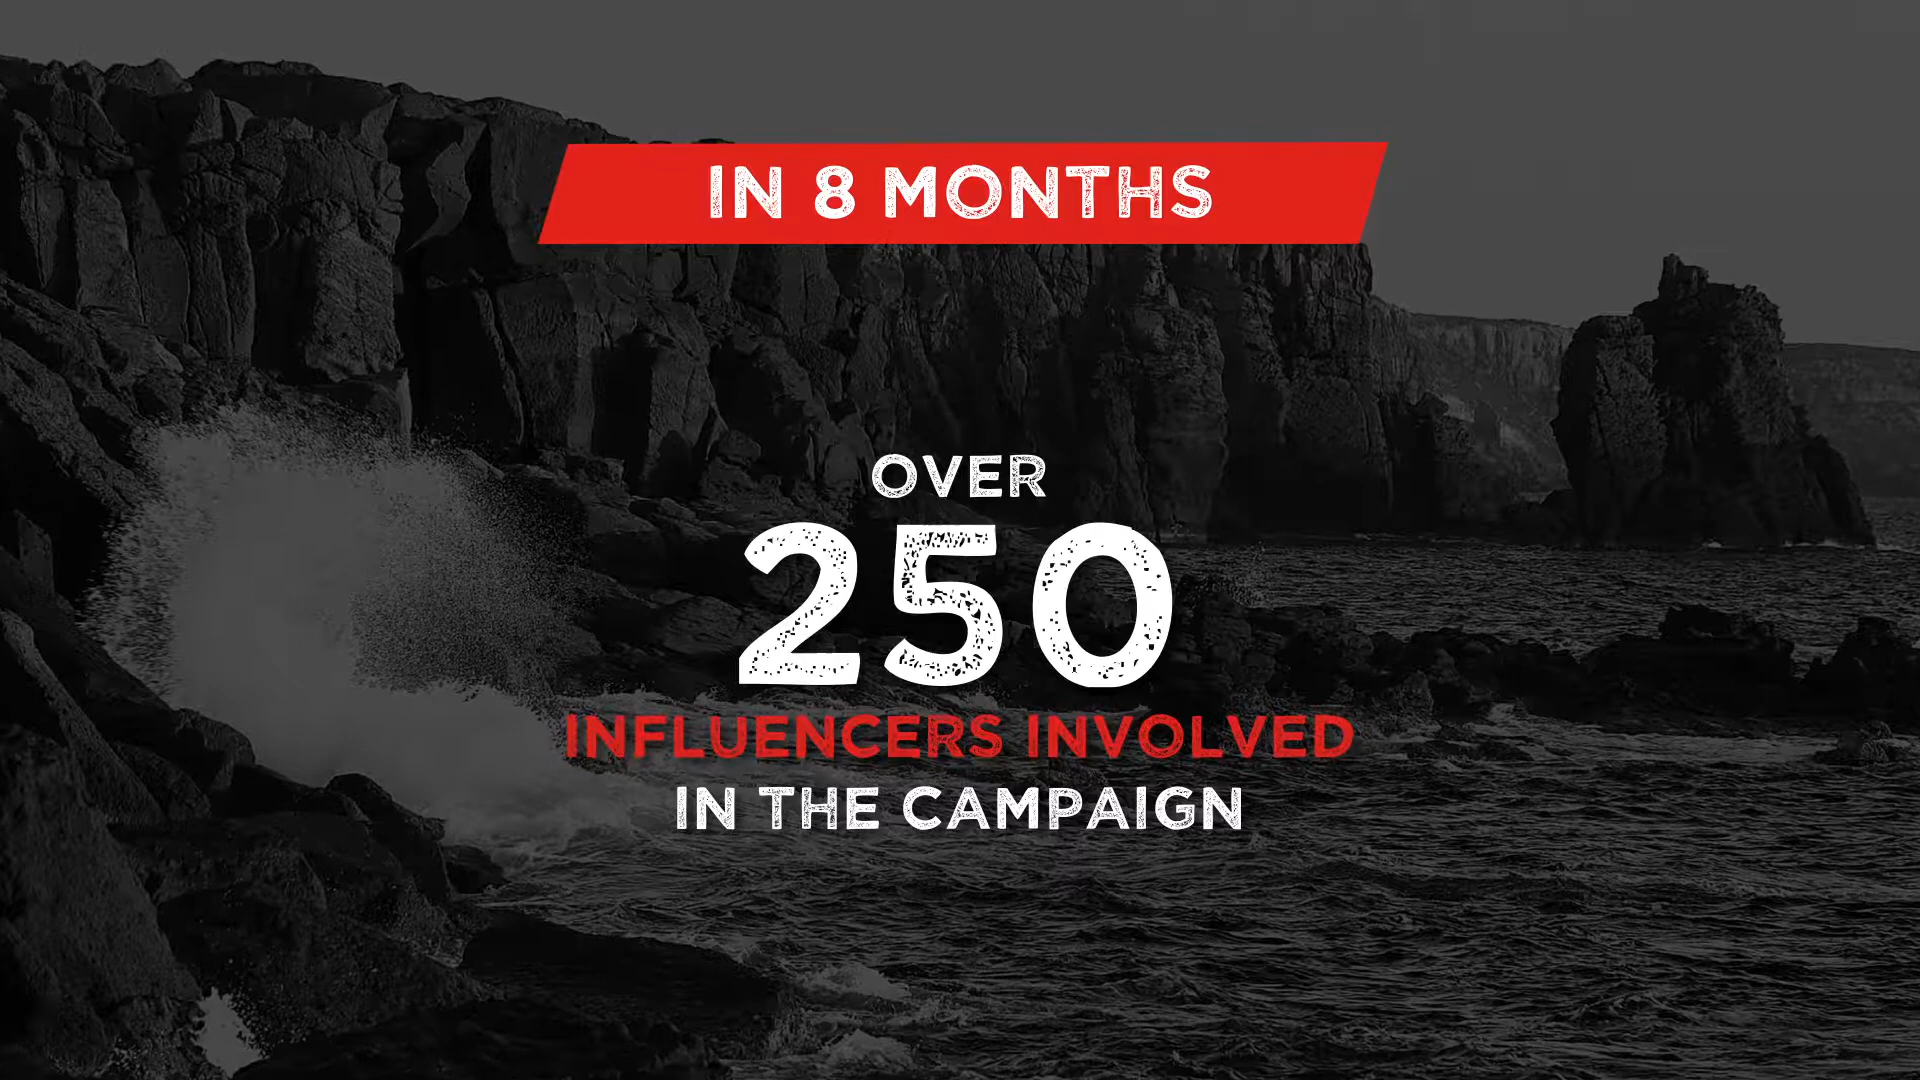 IN 8 MONTHS
OVER
250
INFLUENCERS INVOLVED
IN THE CAMPAIGN